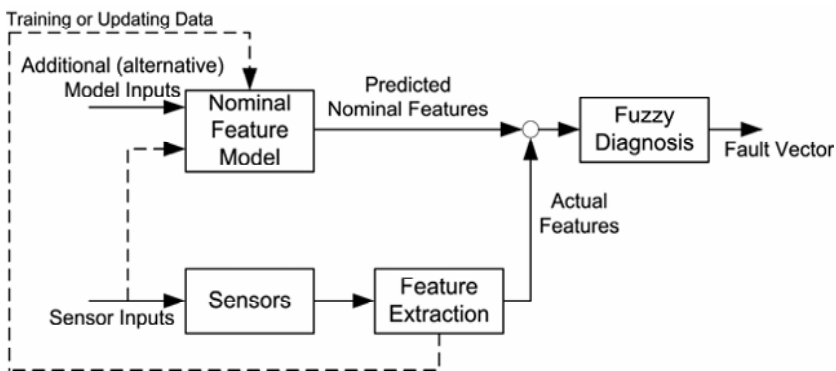 Training or Updating Data
Additional (alternative)
Model Inputs
Nominal
Feature
Model
Predicted
Nominal Features
Fuzzy
Diagnosis
Fault Vector
Actual
Features
Sensor Inputs
Sensors
Feature
Extraction